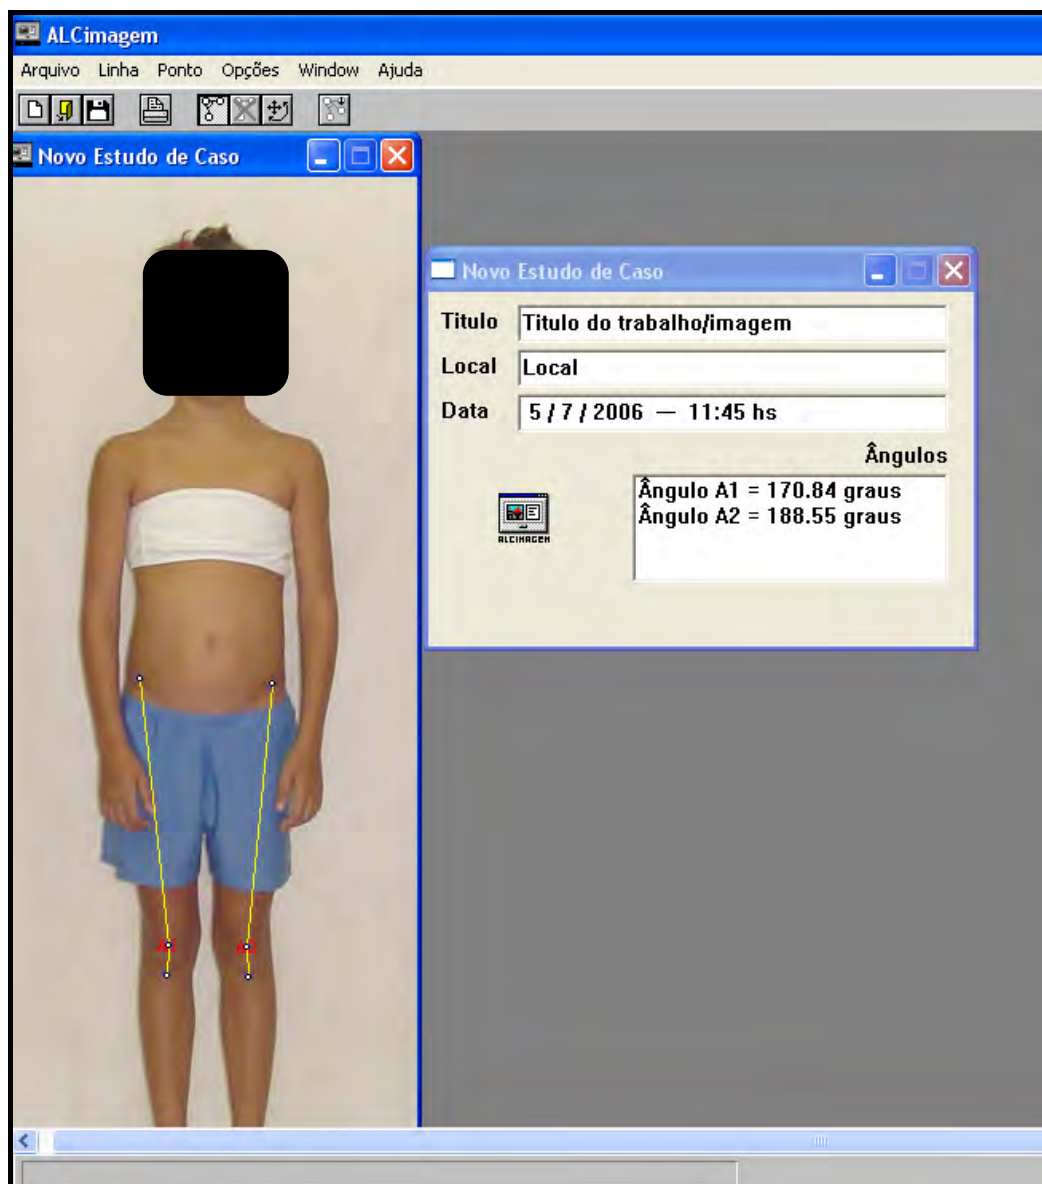 ALCimagem
Arquivo Linha Ponto Opções Window Ajuda
Novo Estudo de Caso
Novo Estudo de Caso
Titulo Titulo do trabalho/imagem
Local Local
Data 5 / 7 / 2006 — 11:45 hs
Ângulos
Ângulo A1 = 170.84 graus
Ângulo A2 = 188.55 graus
ALCIMAGEM
A1 A2